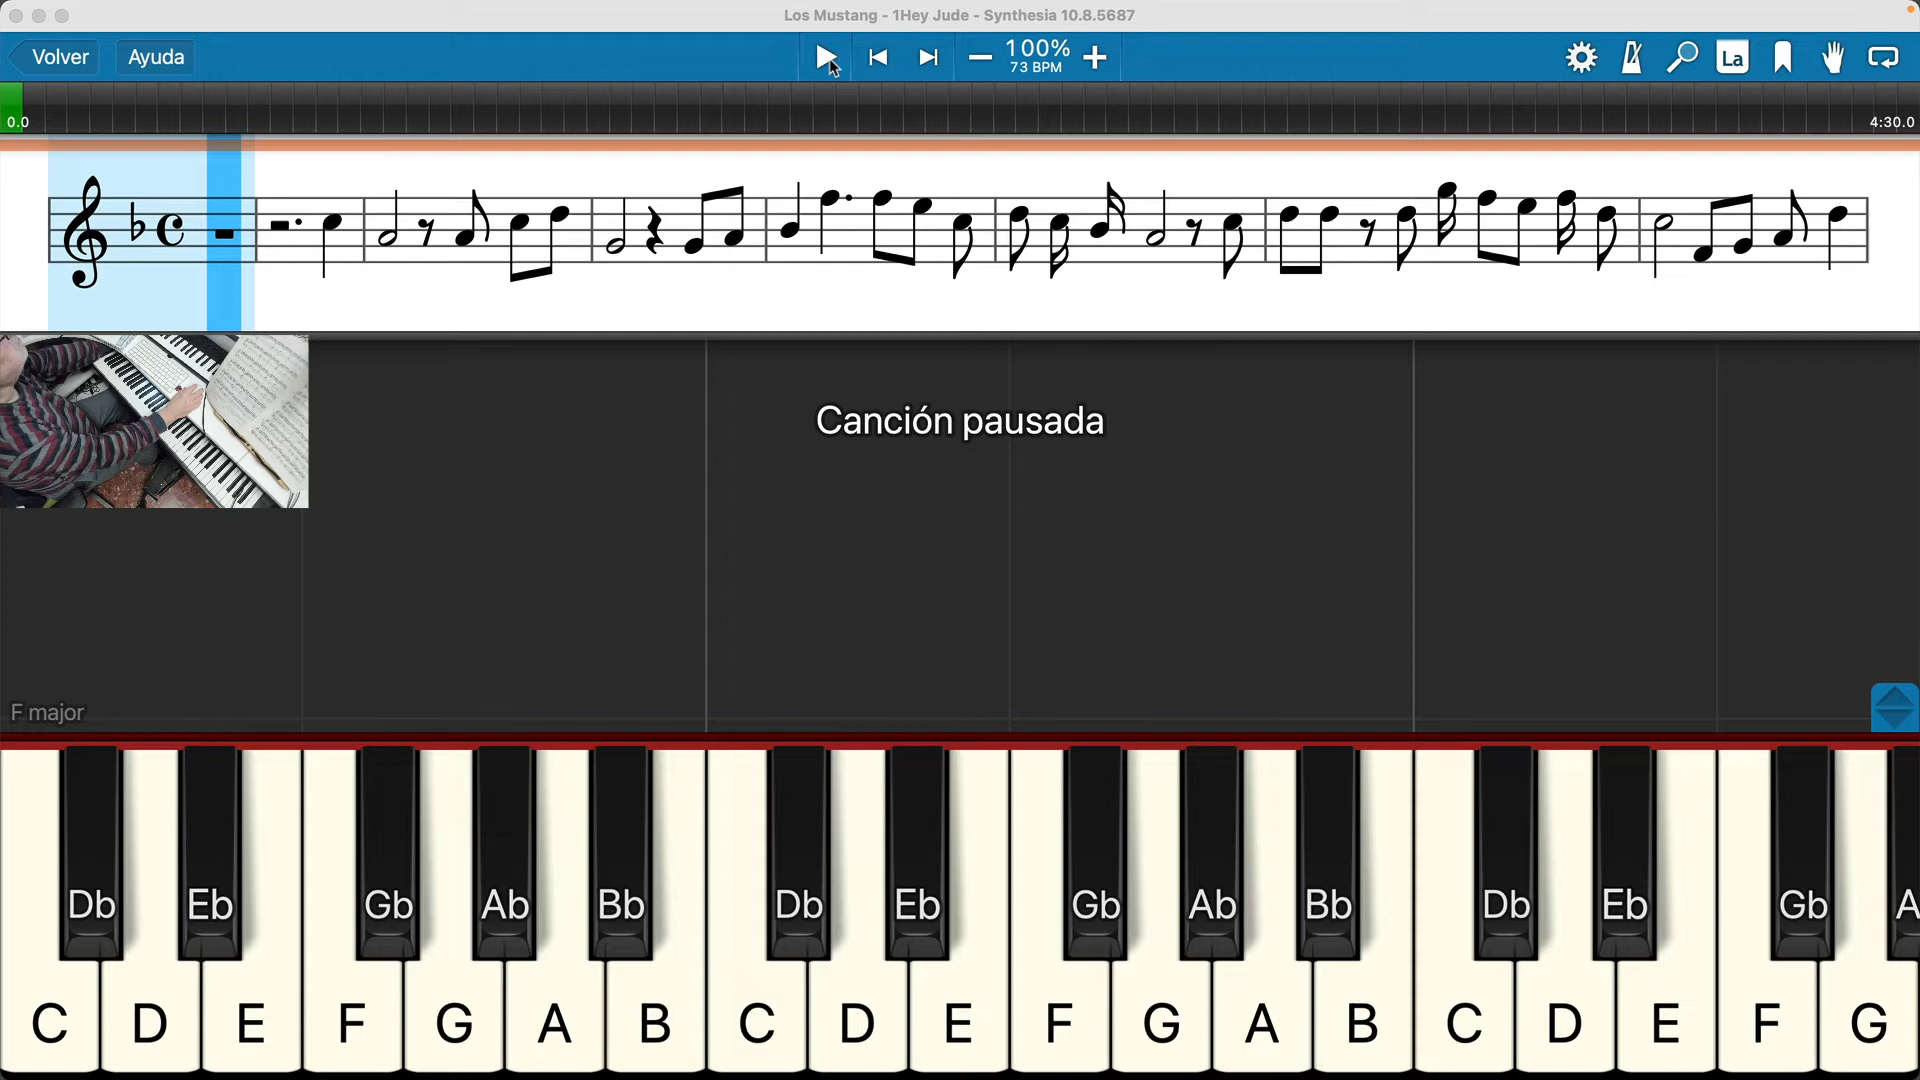 Los Mustang - 1Hey Jude - Synthesia 10.8.5687
Volver Ayuda
100%
73 BPM
La
0.0 4:30.0
Canción pausada
F major
Db Eb Gb Ab Bb Db Eb Gb Ab Bb Db Eb Gb A
C D E F G A B C D E F G A B C D E F G